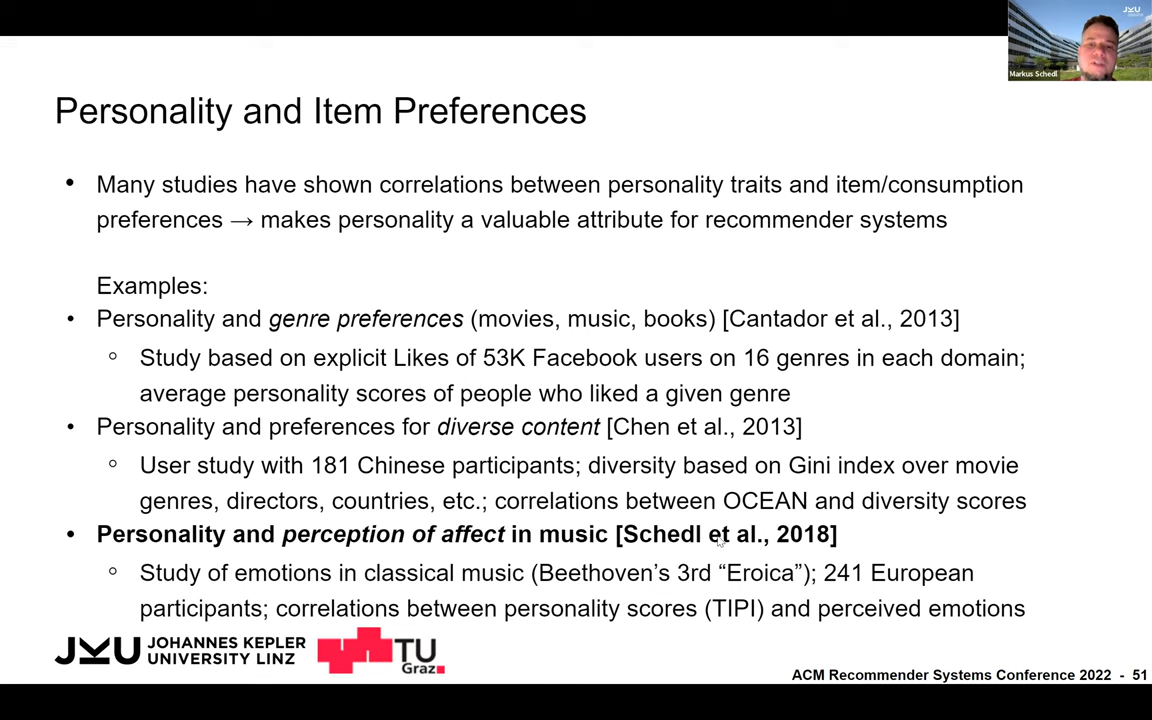 JYU
Markus Schedl
Personality and Item Preferences
• Many studies have shown correlations between personality traits and item/consumption
preferences → makes personality a valuable attribute for recommender systems
Examples:
• Personality and genre preferences (movies, music, books) [Cantador et al., 2013]
○ Study based on explicit Likes of 53K Facebook users on 16 genres in each domain;
average personality scores of people who liked a given genre
• Personality and preferences for diverse content [Chen et al., 2013]
○ User study with 181 Chinese participants; diversity based on Gini index over movie
genres, directors, countries, etc.; correlations between OCEAN and diversity scores
• Personality and perception of affect in music [Schedl et al., 2018]
○ Study of emotions in classical music (Beethoven's 3rd “Eroica”); 241 European
participants; correlations between personality scores (TIPI) and perceived emotions
JYU JOHANNES KEPLER
UNIVERSITY LINZ
TU
Graz
ACM Recommender Systems Conference 2022 - 51